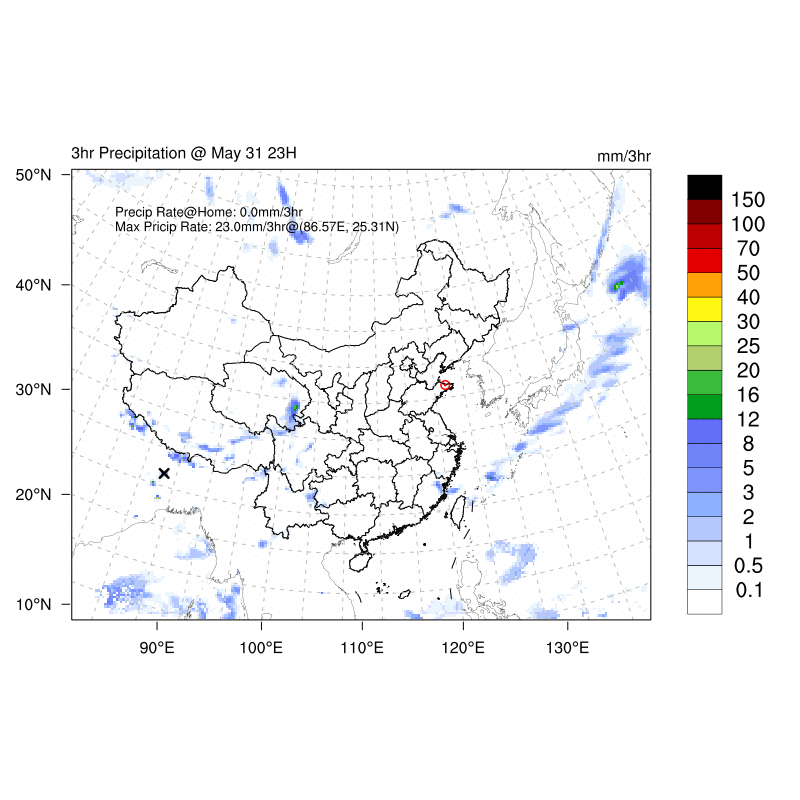 3hr Precipitation @ May 31 23H
mm/3hr
Precip Rate@Home: 0.0mm/3hr
Max Pricip Rate: 23.0mm/3hr@(86.57E, 25.31N)
50°N
40°N
30°N
20°N
10°N
90°E
100°E
110°E
120°E
130°E
150
100
70
50
40
30
25
20
16
12
8
5
3
2
1
0.5
0.1